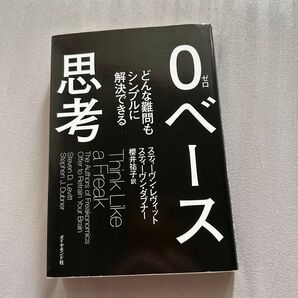 0ベース
ゼロ
思考
どんな難問も
シンプルに
解決できる
スティーヴン・レヴィット
スティーヴン・ダブナー
櫻井祐子訳
Think Like
a Freak
The Authors of Freakonomics
Offer to Retrain Your Brain
Steven D. Levitt
Stephen J. Dubner
ダイヤモンド社